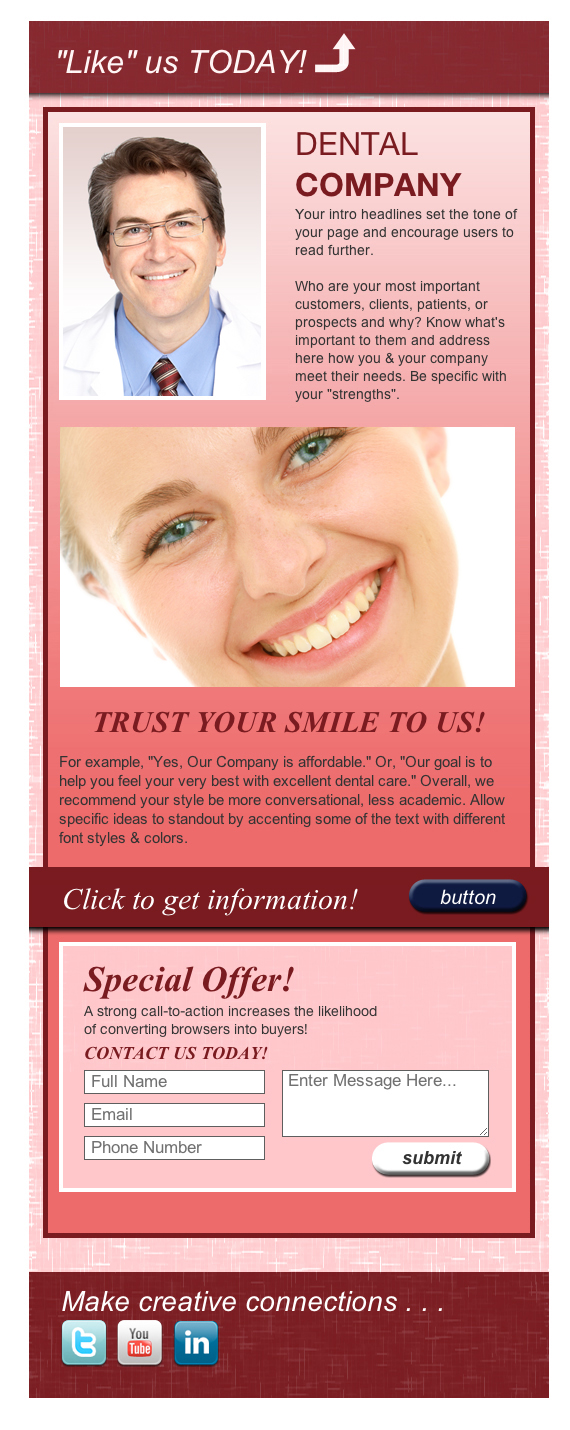 "Like" us TODAY!
DENTAL
COMPANY
Your intro headlines set the tone of
your page and encourage users to
read further.
Who are your most important
customers, clients, patients, or
prospects and why? Know what's
important to them and address
here how you & your company
meet their needs. Be specific with
your "strengths".
TRUST YOUR SMILE TO US!
For example, "Yes, Our Company is affordable." Or, "Our goal is to
help you feel your very best with excellent dental care." Overall, we
recommend your style be more conversational, less academic. Allow
specific ideas to standout by accenting some of the text with different
font styles & colors.
Click to get information!
button
Special Offer!
A strong call-to-action increases the likelihood
of converting browsers into buyers!
CONTACT US TODAY!
Full Name
Enter Message Here...
Email
Phone Number
submit
Make creative connections . . .
t
You
Tube
in